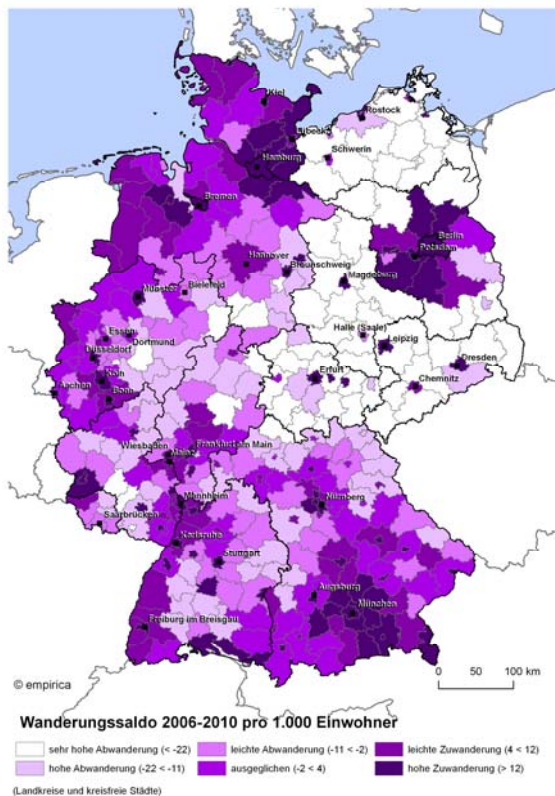 Kiel
Rostock
Lübeck
Schwerin
Hamburg
Bremen
Berlin
Potsdam
Hannover
Braunschweig
Magdeburg
Münster
Bielefeld
Essen
Dortmund
Halle (Saale)
Leipzig
Düsseldorf
Dresden
Köln
Erfurt
Chemnitz
Aachen
Bonn
Wiesbaden
Frankfurt am Main
Mainz
Mannheim
Nürnberg
Saarbrücken
Karlsruhe
Stuttgart
Augsburg
München
Freiburg im Breisgau
0 50 100 km
© empirica
Wanderungssaldo 2006-2010 pro 1.000 Einwohner
sehr hohe Abwanderung (< -22) leichte Abwanderung (-11 < -2) leichte Zuwanderung (4 < 12)
hohe Abwanderung (-22 < -11) ausgeglichen (-2 < 4) hohe Zuwanderung (> 12)
(Landkreise und kreisfreie Städte)